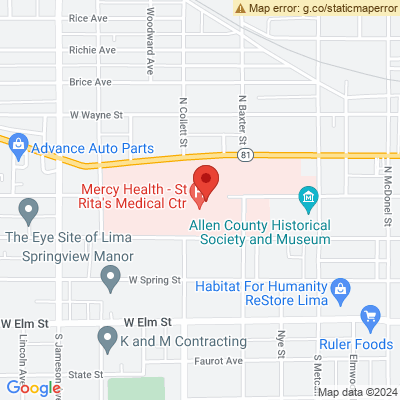 Map error: g.co/staticmaperror
Rice Ave
Woodward Ave
Richie Ave
Brice Ave
N Collett St
N Baxter St
W Wayne St
Advance Auto Parts
81
N McDonel St
Mercy Health - St
Rita's Medical Ctr
Allen County Historical
Society and Museum
The Eye Site of Lima
Springview Manor
W Spring St
Habitat For Humanity
ReStore Lima
W Elm St
W Elm St
K and M Contracting
Ruler Foods
Lincoln Ave
S Jameson Ave
Faurot Ave
Nye St
S Metc
Elmwo
State St
Google
Map data ©2024